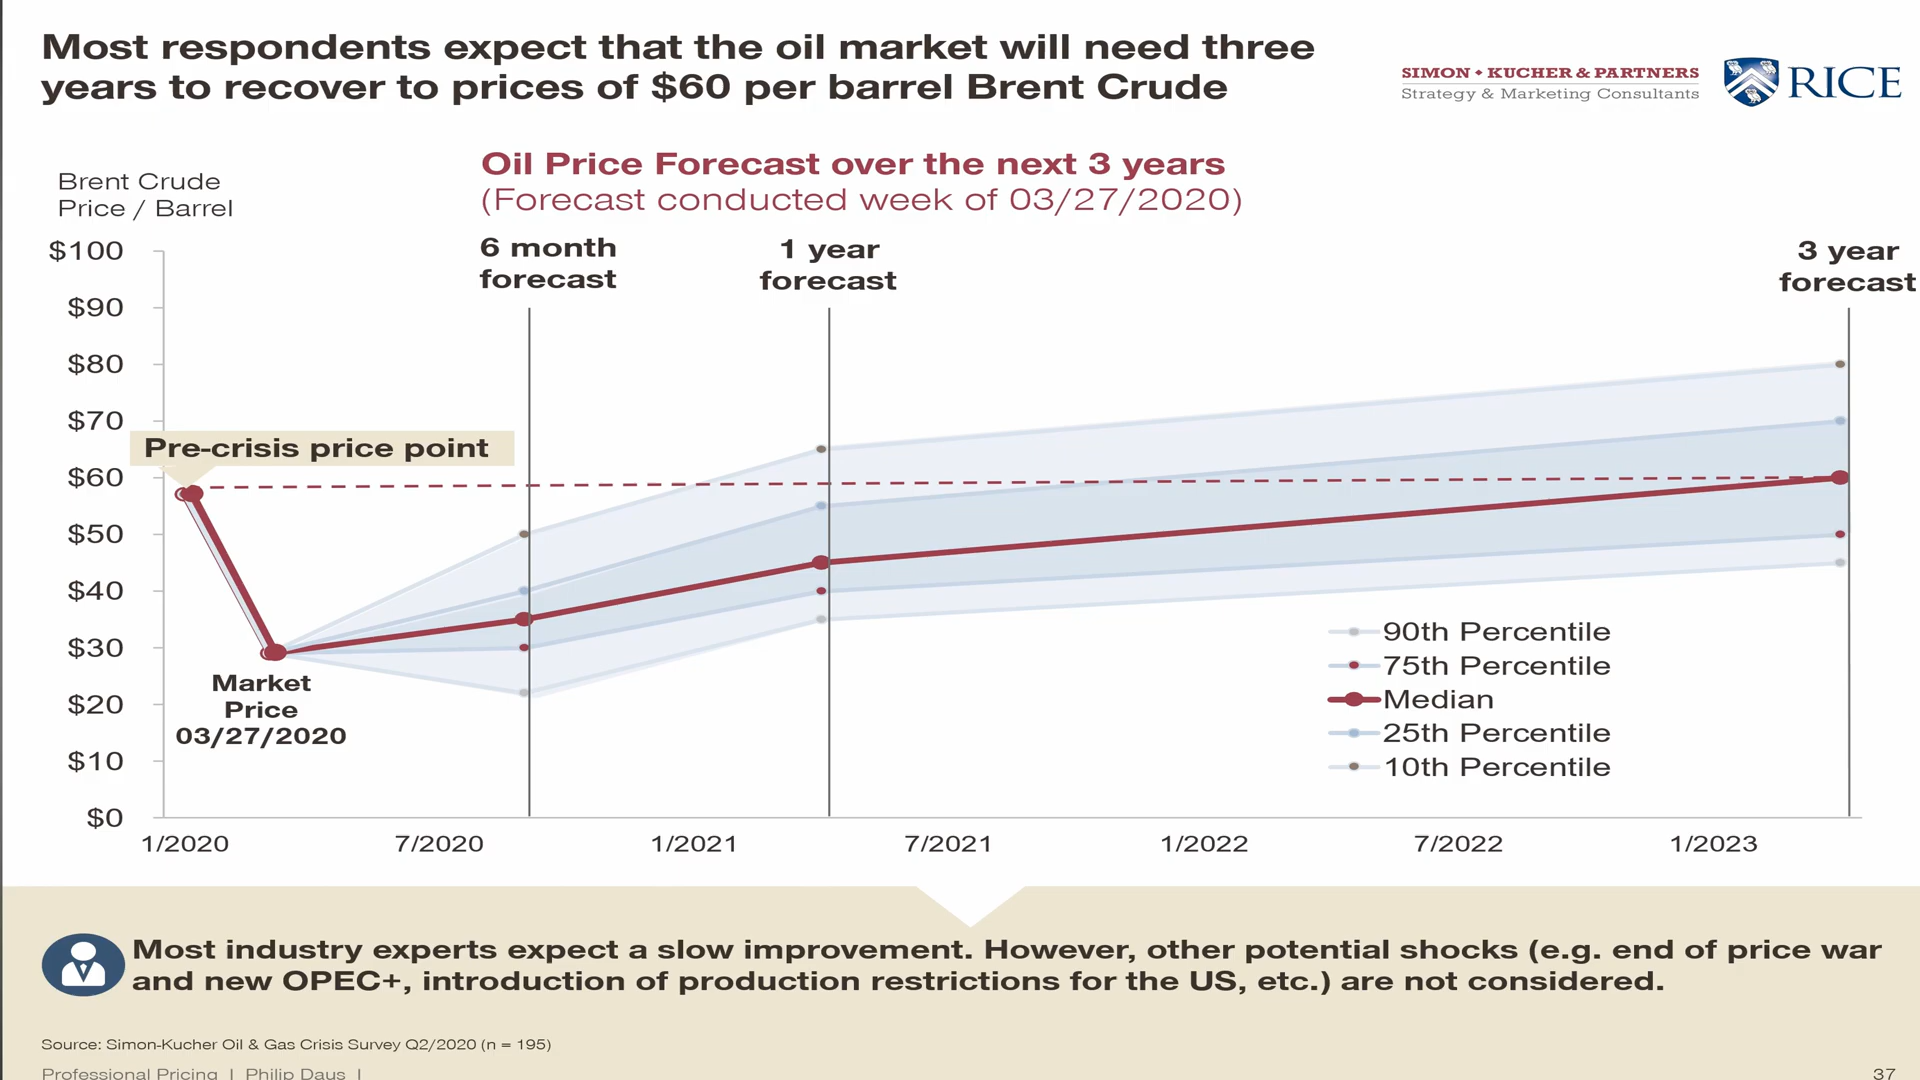 Most respondents expect that the oil market will need three
years to recover to prices of $60 per barrel Brent Crude
SIMON • KUCHER & PARTNERS
Strategy & Marketing Consultants
RICE
Oil Price Forecast over the next 3 years
(Forecast conducted week of 03/27/2020)
Brent Crude
Price / Barrel
6 month
forecast
1 year
forecast
3 year
forecast
$100
$90
$80
$70
Pre-crisis price point
$60
$50
$40
$30
$20
$10
$0
Market
Price
03/27/2020
90th Percentile
75th Percentile
Median
25th Percentile
10th Percentile
1/2020
7/2020
1/2021
7/2021
1/2022
7/2022
1/2023
Most industry experts expect a slow improvement. However, other potential shocks (e.g. end of price war
and new OPEC+, introduction of production restrictions for the US, etc.) are not considered.
Source: Simon-Kucher Oil & Gas Crisis Survey Q2/2020 (n = 195)
Professional Pricing | Philip Daus |
37